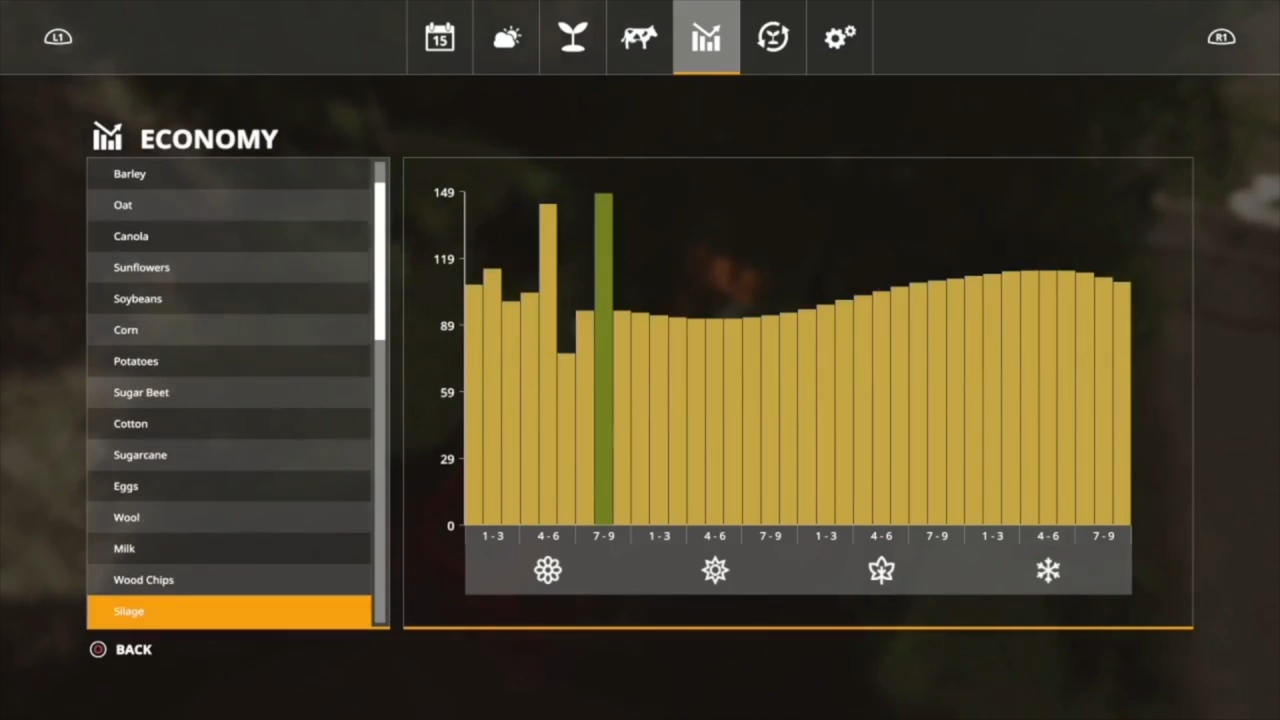 L1
15
R1
ECONOMY
Barley
Oat
Canola
Sunflowers
Soybeans
Corn
Potatoes
Sugar Beet
Cotton
Sugarcane
Eggs
Wool
Milk
Wood Chips
Silage
149
119
89
59
29
0
1 - 3 4 - 6 7 - 9 1 - 3 4 - 6 7 - 9 1 - 3 4 - 6 7 - 9 1 - 3 4 - 6 7 - 9
BACK